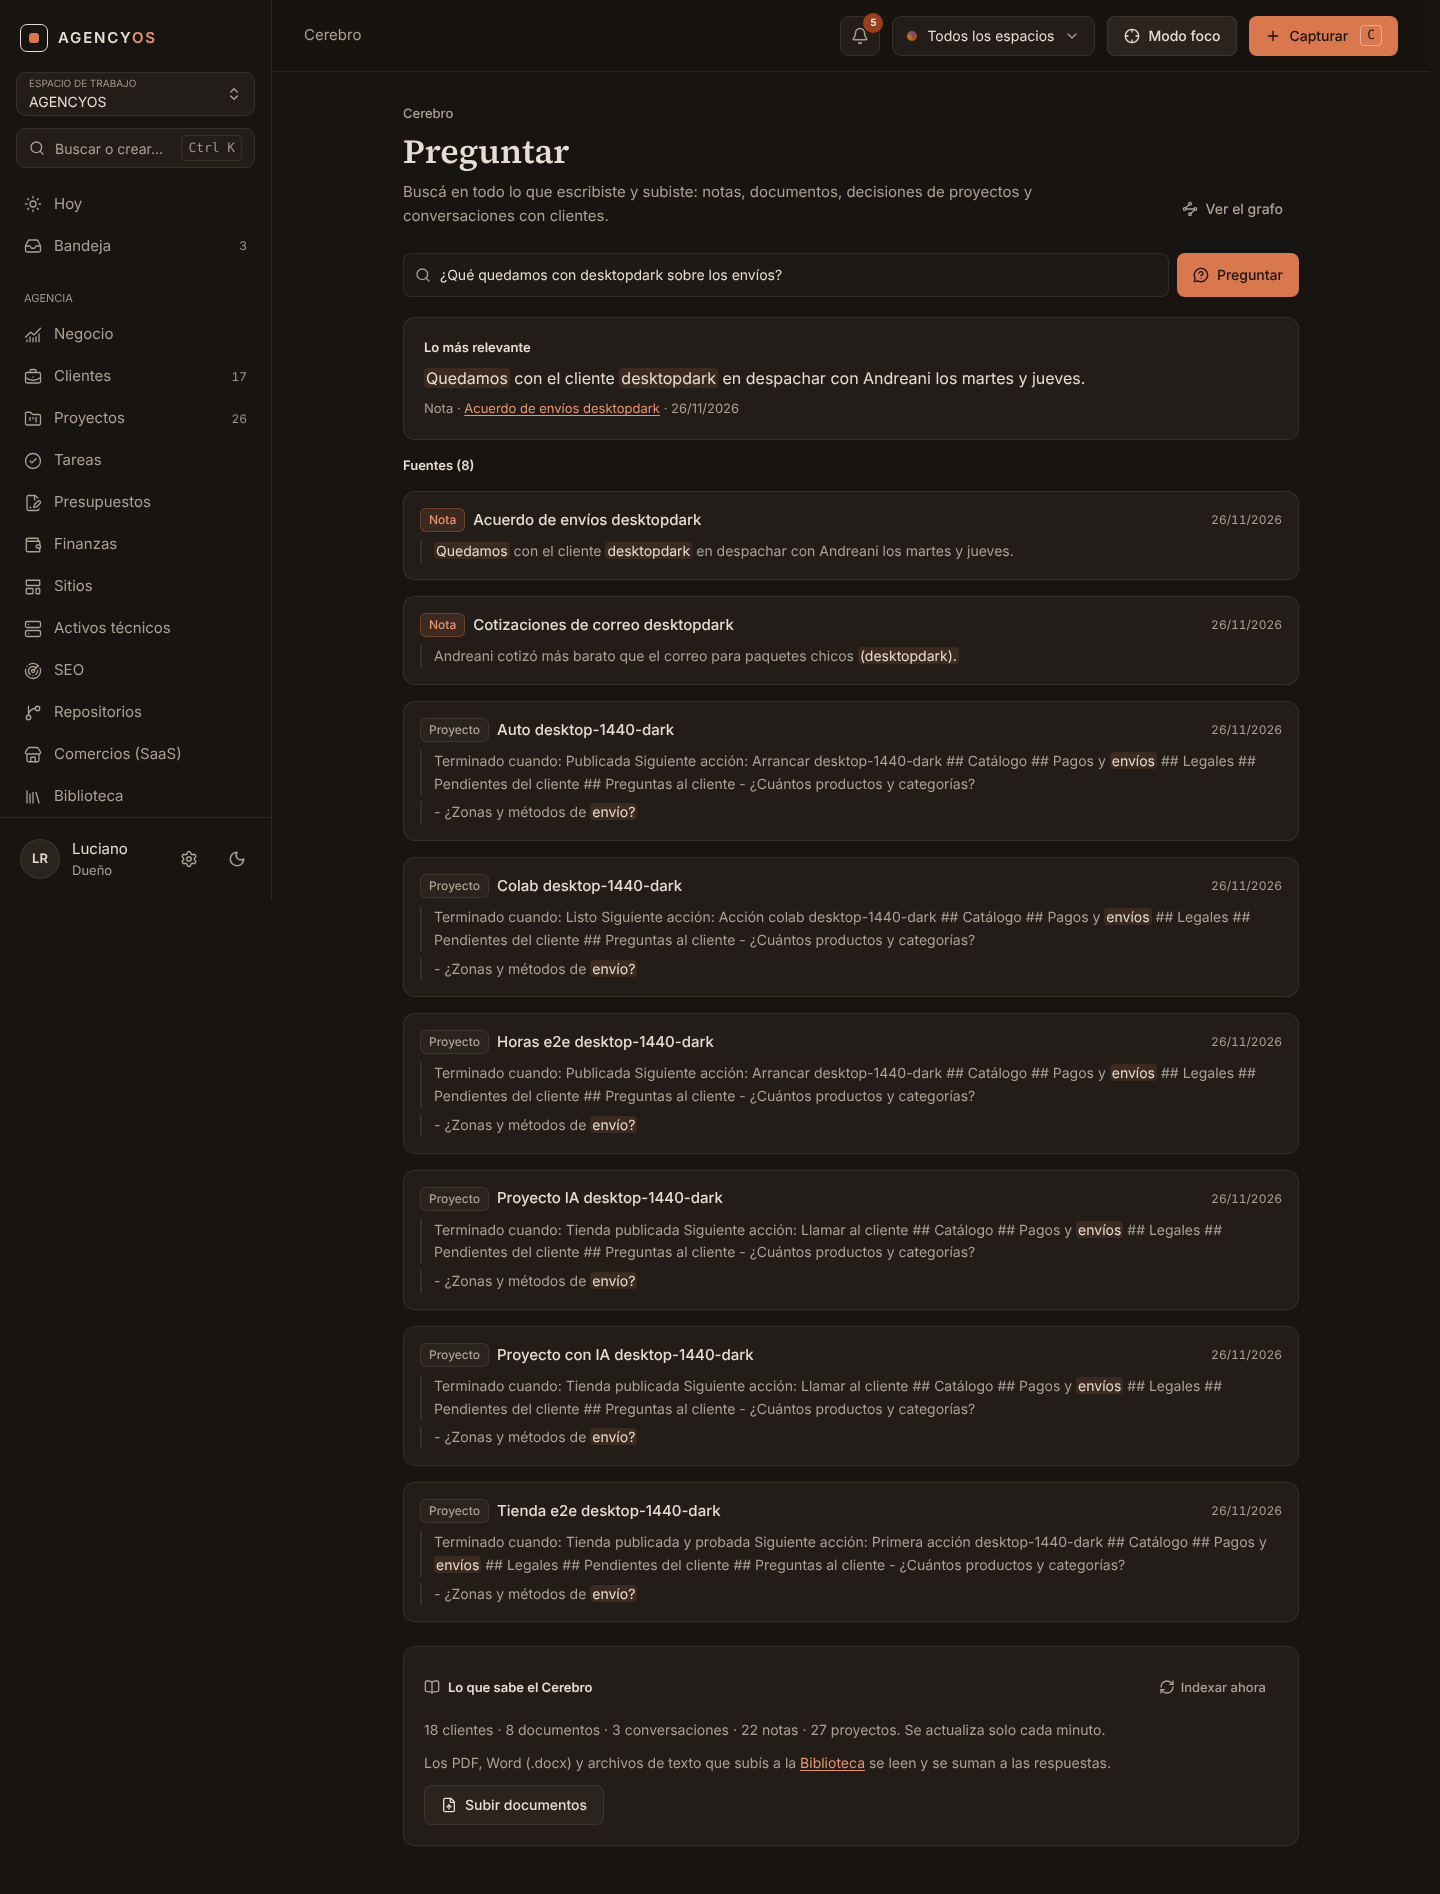 AGENCYOS
ESPACIO DE TRABAJO
AGENCYOS
Buscar o crear... Ctrl K
Hoy
Bandeja 3
AGENCIA
Negocio
Clientes 17
Proyectos 26
Tareas
Presupuestos
Finanzas
Sitios
Activos técnicos
SEO
Repositorios
Comercios (SaaS)
Biblioteca
LR
Luciano
Dueño
Cerebro
5
Todos los espacios
Modo foco
Capturar C
Cerebro
Preguntar
Buscá en todo lo que escribiste y subiste: notas, documentos, decisiones de proyectos y
conversaciones con clientes.
Ver el grafo
¿Qué quedamos con desktopdark sobre los envíos?
Preguntar
Lo más relevante
Quedamos con el cliente desktopdark en despachar con Andreani los martes y jueves.
Nota · Acuerdo de envíos desktopdark · 26/11/2026
Fuentes (8)
Nota Acuerdo de envíos desktopdark 26/11/2026
Quedamos con el cliente desktopdark en despachar con Andreani los martes y jueves.
Nota Cotizaciones de correo desktopdark 26/11/2026
Andreani cotizó más barato que el correo para paquetes chicos (desktopdark).
Proyecto Auto desktop-1440-dark 26/11/2026
Terminado cuando: Publicada Siguiente acción: Arrancar desktop-1440-dark ## Catálogo ## Pagos y envíos ## Legales ##
Pendientes del cliente ## Preguntas al cliente - ¿Cuántos productos y categorías?
- ¿Zonas y métodos de envío?
Proyecto Colab desktop-1440-dark 26/11/2026
Terminado cuando: Listo Siguiente acción: Acción colab desktop-1440-dark ## Catálogo ## Pagos y envíos ## Legales ##
Pendientes del cliente ## Preguntas al cliente - ¿Cuántos productos y categorías?
- ¿Zonas y métodos de envío?
Proyecto Horas e2e desktop-1440-dark 26/11/2026
Terminado cuando: Publicada Siguiente acción: Arrancar desktop-1440-dark ## Catálogo ## Pagos y envíos ## Legales ##
Pendientes del cliente ## Preguntas al cliente - ¿Cuántos productos y categorías?
- ¿Zonas y métodos de envío?
Proyecto Proyecto IA desktop-1440-dark 26/11/2026
Terminado cuando: Tienda publicada Siguiente acción: Llamar al cliente ## Catálogo ## Pagos y envíos ## Legales ##
Pendientes del cliente ## Preguntas al cliente - ¿Cuántos productos y categorías?
- ¿Zonas y métodos de envío?
Proyecto Proyecto con IA desktop-1440-dark 26/11/2026
Terminado cuando: Tienda publicada Siguiente acción: Llamar al cliente ## Catálogo ## Pagos y envíos ## Legales ##
Pendientes del cliente ## Preguntas al cliente - ¿Cuántos productos y categorías?
- ¿Zonas y métodos de envío?
Proyecto Tienda e2e desktop-1440-dark 26/11/2026
Terminado cuando: Tienda publicada y probada Siguiente acción: Primera acción desktop-1440-dark ## Catálogo ## Pagos y
envíos ## Legales ## Pendientes del cliente ## Preguntas al cliente - ¿Cuántos productos y categorías?
- ¿Zonas y métodos de envío?
Lo que sabe el Cerebro Indexar ahora
18 clientes · 8 documentos · 3 conversaciones · 22 notas · 27 proyectos. Se actualiza solo cada minuto.
Los PDF, Word (.docx) y archivos de texto que subís a la Biblioteca se leen y se suman a las respuestas.
Subir documentos